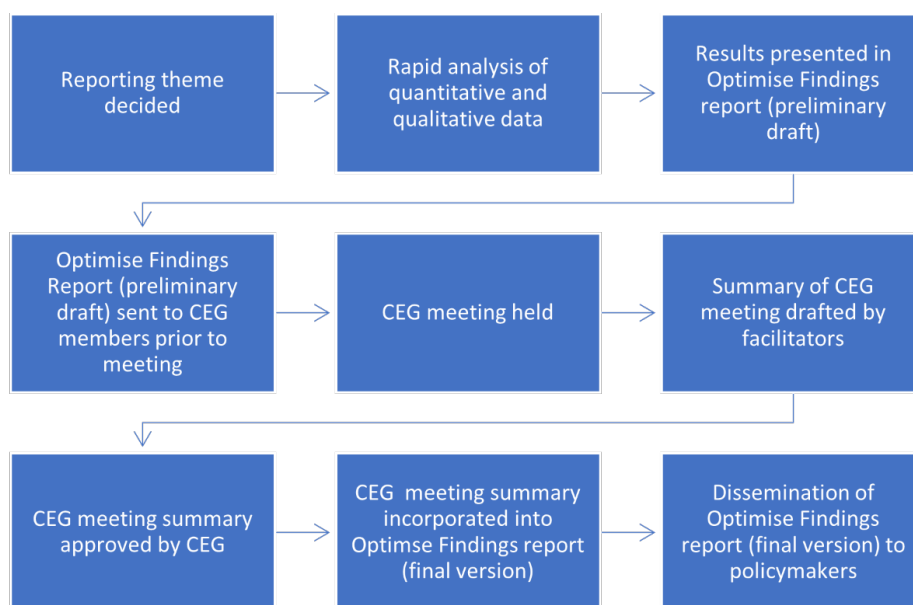 Reporting theme
decided
Rapid analysis of
quantitative and
qualitative data
Results presented in
Optimise Findings
report (preliminary
draft)
Optimise Findings
Report (preliminary
draft) sent to CEG
members prior to
meeting
CEG meeting held
Summary of CEG
meeting drafted by
facilitators
CEG meeting summary
approved by CEG
CEG  meeting summary
incorporated into
Optimse Findings report
(final version)
Dissemination of
Optimise Findings
report (final version) to
policymakers